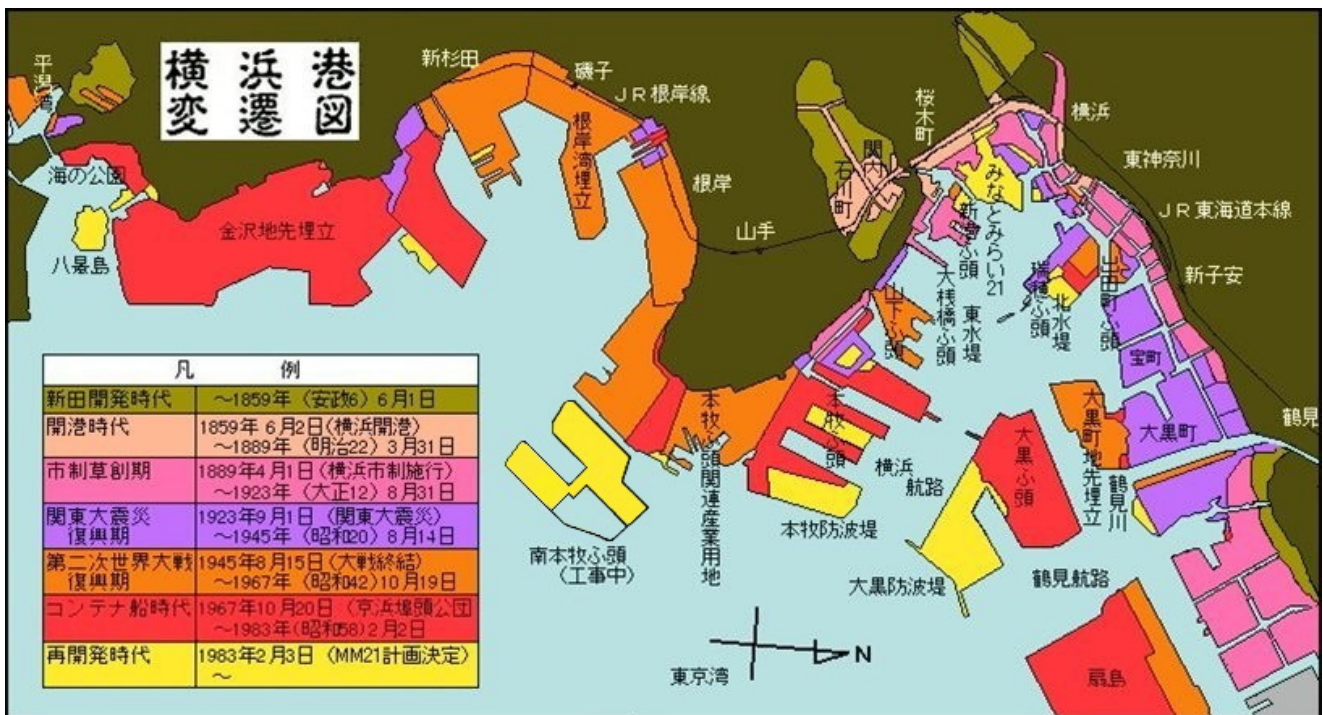 横浜港
変遷図
平潟湾
新杉田
磯子
JR根岸線
根岸湾埋立
根岸
山手
石川町
関内
桜木町
横浜
東神奈川
JR東海道本線
新子安
鶴見
海の公園
八景島
金沢地先埋立
みなとみらい21
新港ふ頭
大桟橋ふ頭
東水堤
瑞穂ふ頭
北水堤
出田町ふ頭
宝町
山下ふ頭
大黒町
大黒町地先埋立
鶴見川
本牧ふ頭
横浜
航路
大黒ふ頭
本牧ふ頭関連産業用地
本牧防波堤
大黒防波堤
鶴見航路
南本牧ふ頭
(工事中)
扇島
東京湾
N
凡 例
新田開発時代 ~1859年(安政6)6月1日
開港時代 1859年6月2日(横浜開港)
~1889年(明治22)3月31日
市制草創期 1889年4月1日(横浜市制施行)
~1923年(大正12)8月31日
関東大震災 1923年9月1日(関東大震災)
復興期 ~1945年(昭和20)8月14日
第二次世界大戦 1945年8月15日(大戦終結)
復興期 ~1967年(昭和42)10月19日
コンテナ船時代 1967年10月20日(京浜埠頭公団
~1983年(昭和58)2月2日
再開発時代 1983年2月3日(MM21計画決定)
~